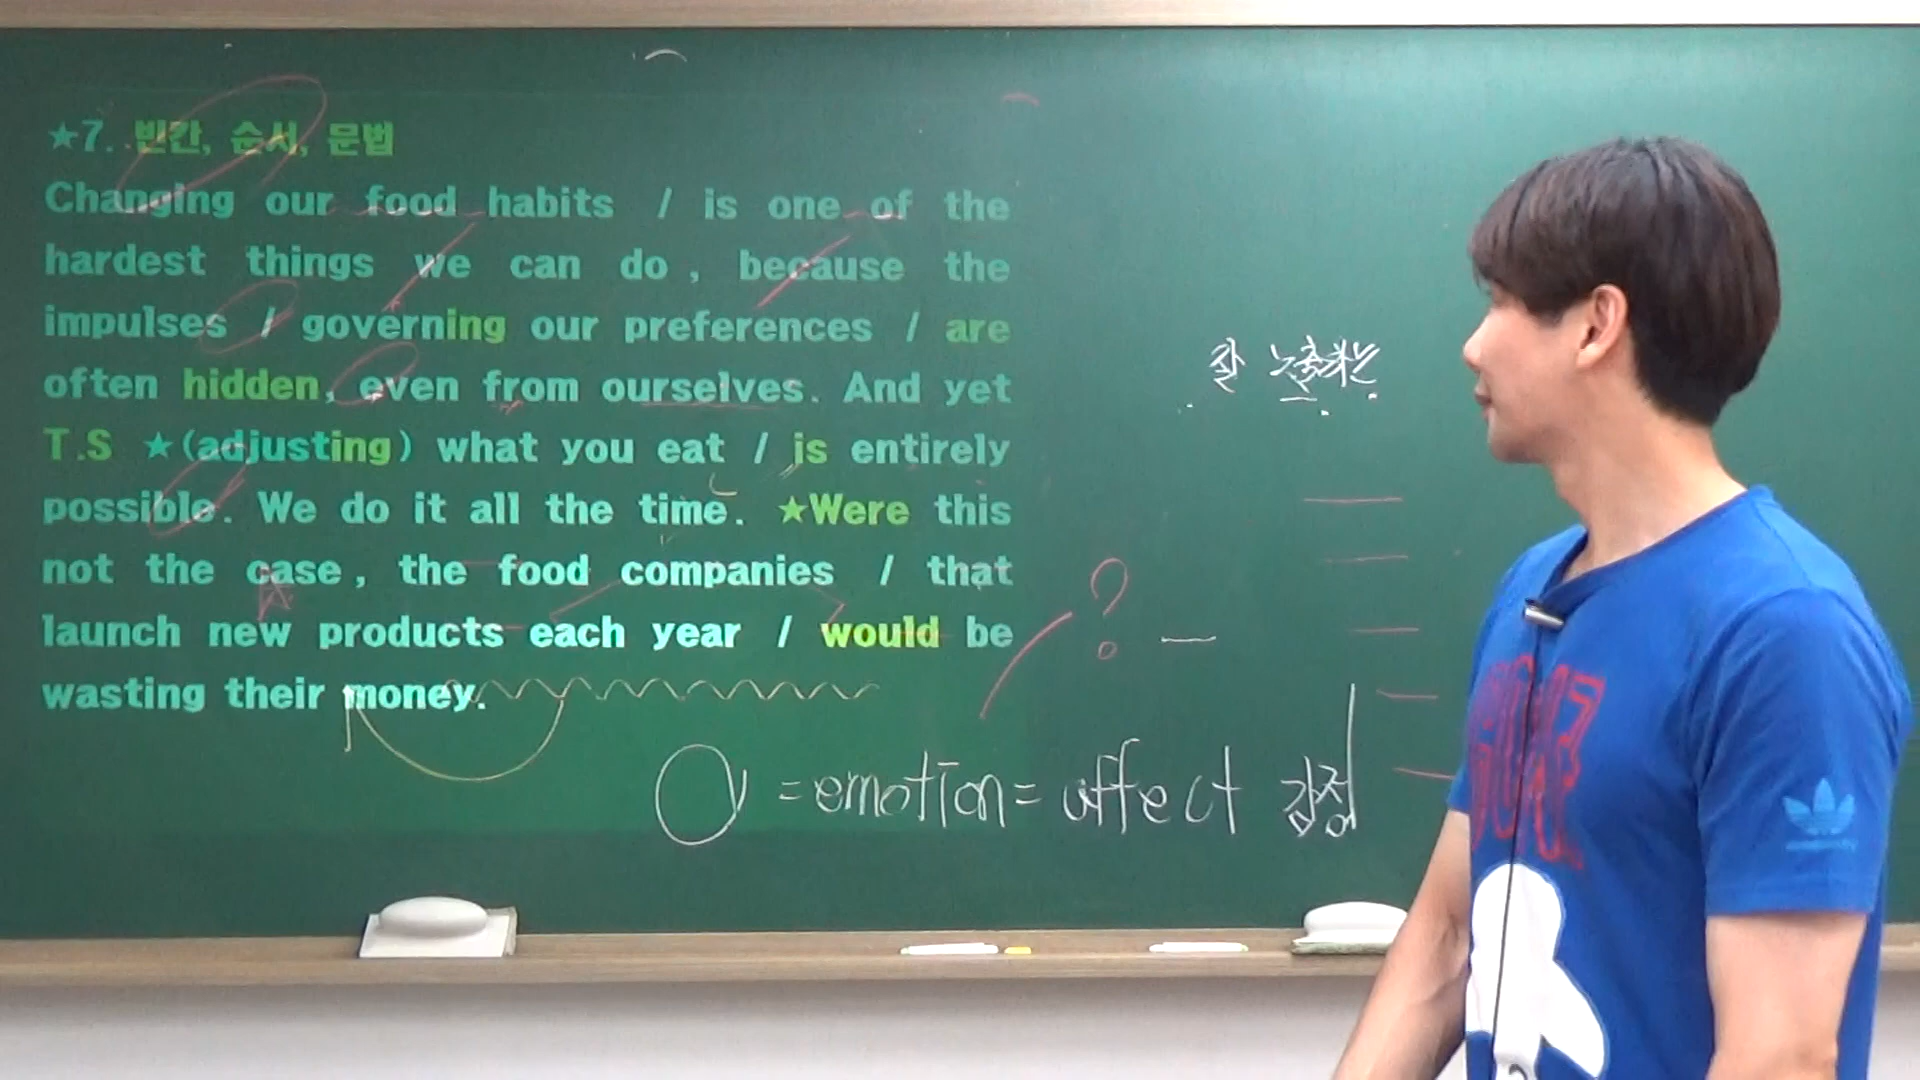 ★7. 빈칸, 순서, 문법
Changing our food habits / is one of the
hardest things we can do , because the
impulses / governing our preferences / are
often hidden, even from ourselves. And yet
T.S ★(adjusting) what you eat / is entirely
possible. We do it all the time. ★Were this
not the case, the food companies / that
launch new products each year / would be
wasting their money.
?
= emotion = affect 감정